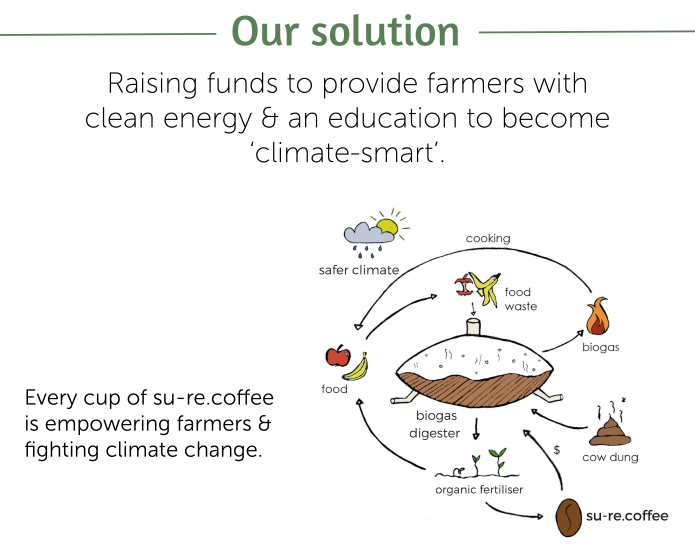 Our solution
Raising funds to provide farmers with
clean energy & an education to become
‘climate-smart’.
cooking
safer climate
food
waste
biogas
food
Every cup of su-re.coffee
is empowering farmers &
fighting climate change.
biogas
digester
$
cow dung
organic fertiliser
su-re.coffee